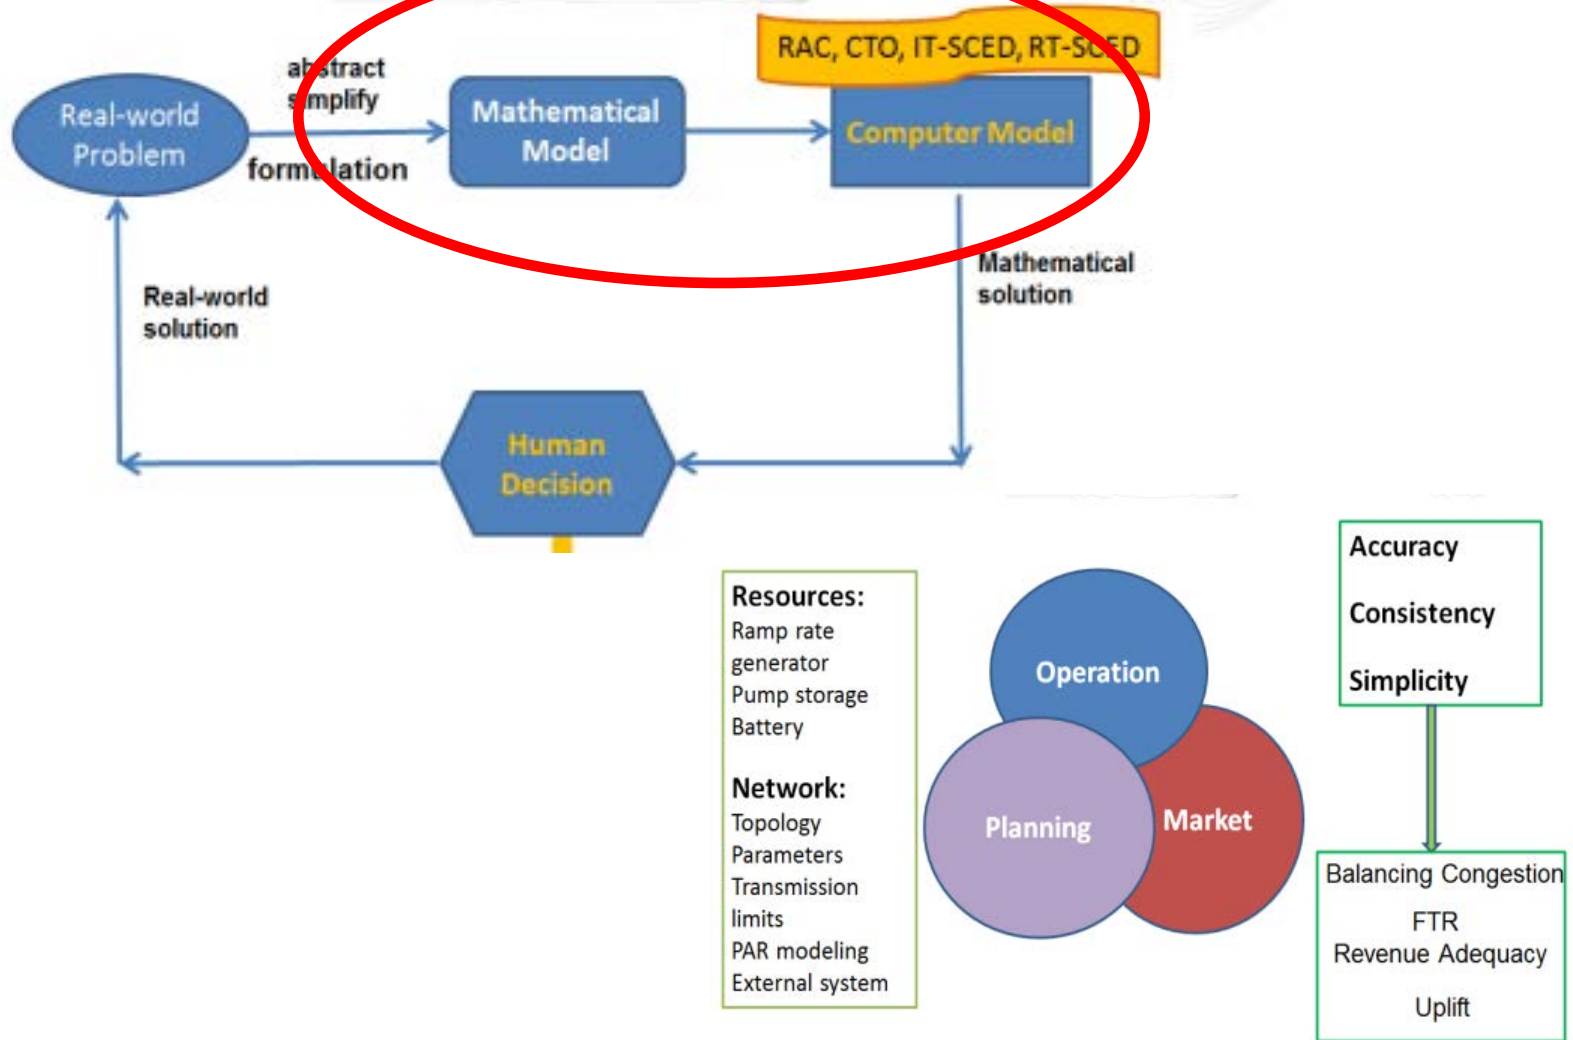 RAC, CTO, IT-SCED, RT-SCED
Real-world
Problem
abstract
simplify
formulation
Mathematical
Model
Computer Model
Mathematical
solution
Real-world
solution
Human
Decision
Resources:
Ramp rate
generator
Pump storage
Battery
Network:
Topology
Parameters
Transmission
limits
PAR modeling
External system
Operation
Planning
Market
Accuracy
Consistency
Simplicity
Balancing Congestion
FTR
Revenue Adequacy
Uplift